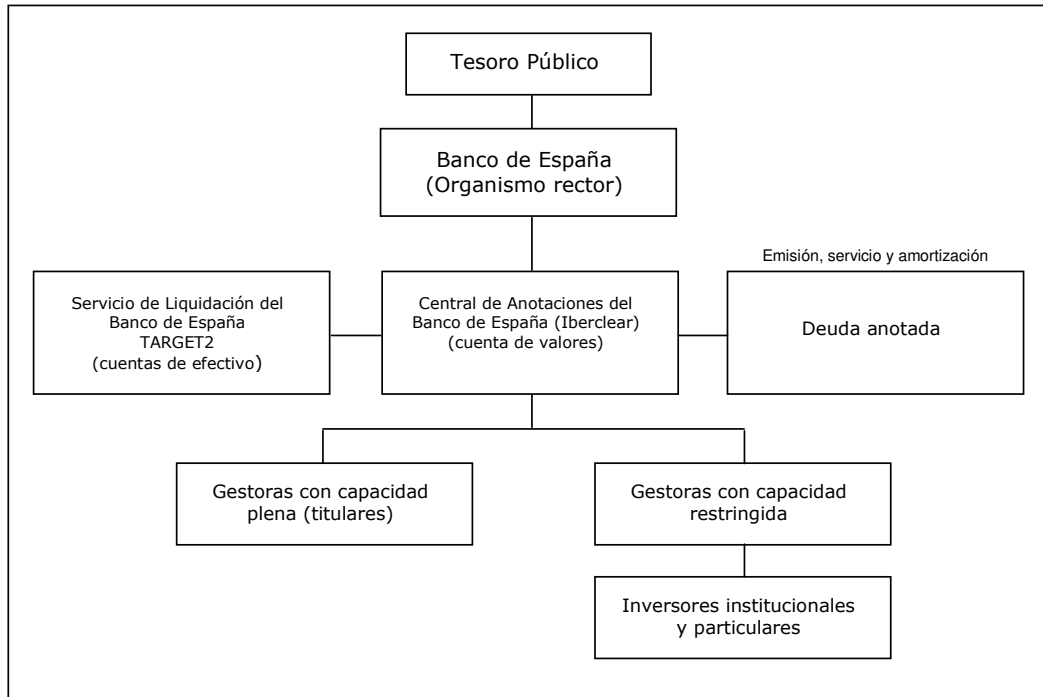 Tesoro Público
Banco de España
(Organismo rector)
Emisión, servicio y amortización
Servicio de Liquidación del
Banco de España
TARGET2
(cuentas de efectivo)
Central de Anotaciones del
Banco de España (Iberclear)
(cuenta de valores)
Deuda anotada
Gestoras con capacidad
plena (titulares)
Gestoras con capacidad
restringida
Inversores institucionales
y particulares